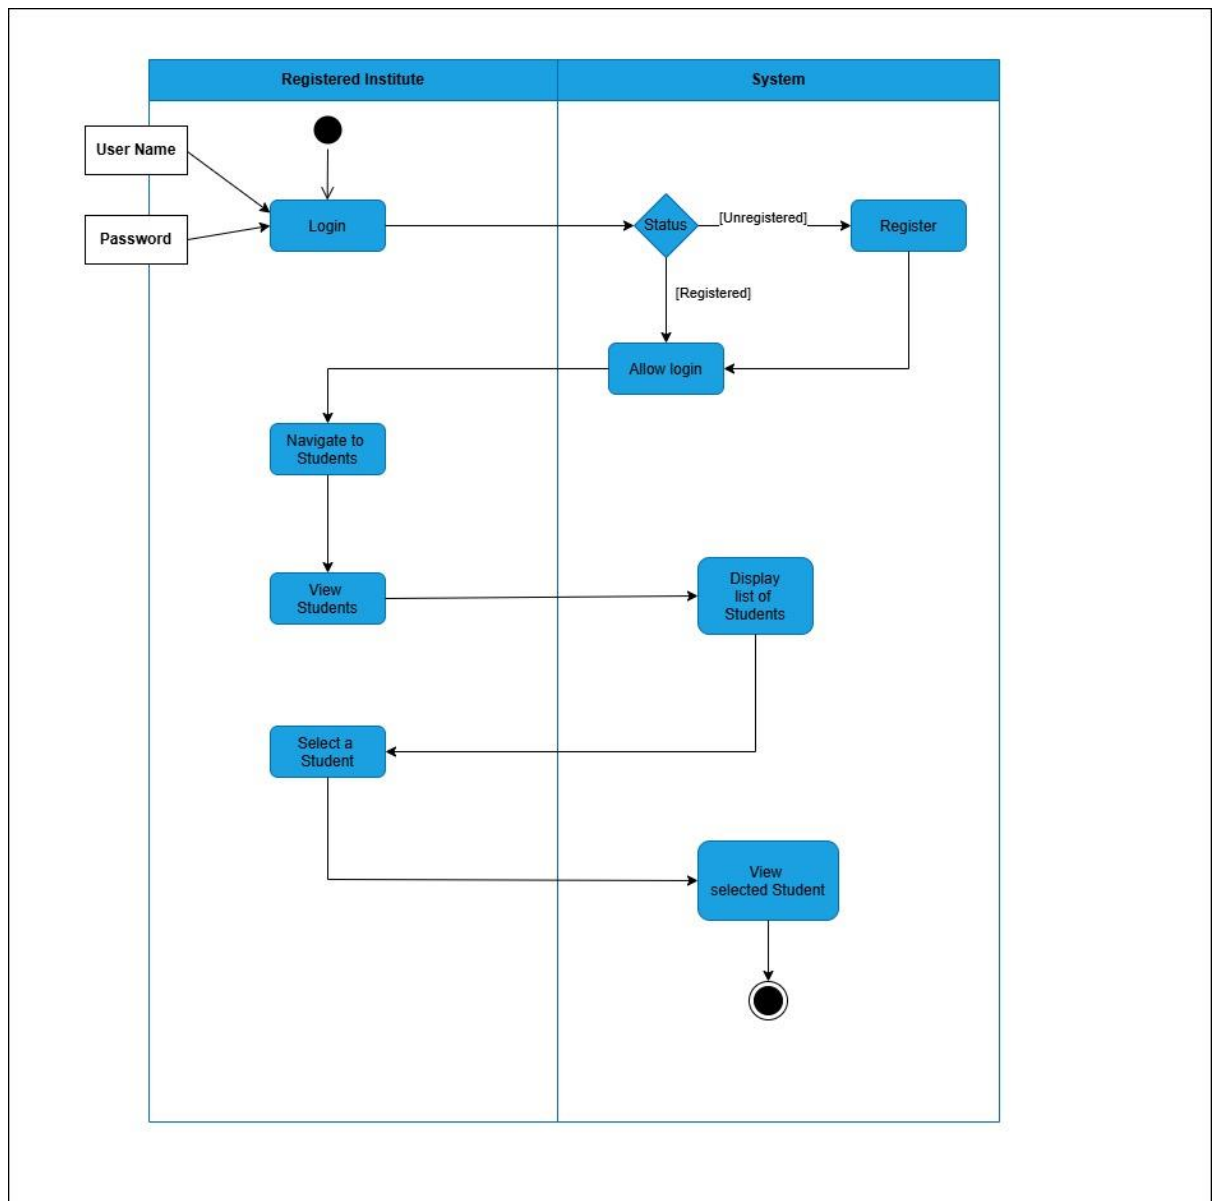 Registered Institute
System
User Name
Password
Login
Status
[Unregistered]
Register
[Registered]
Allow login
Navigate to
Students
View
Students
Display
list of
Students
Select a
Student
View
selected Student